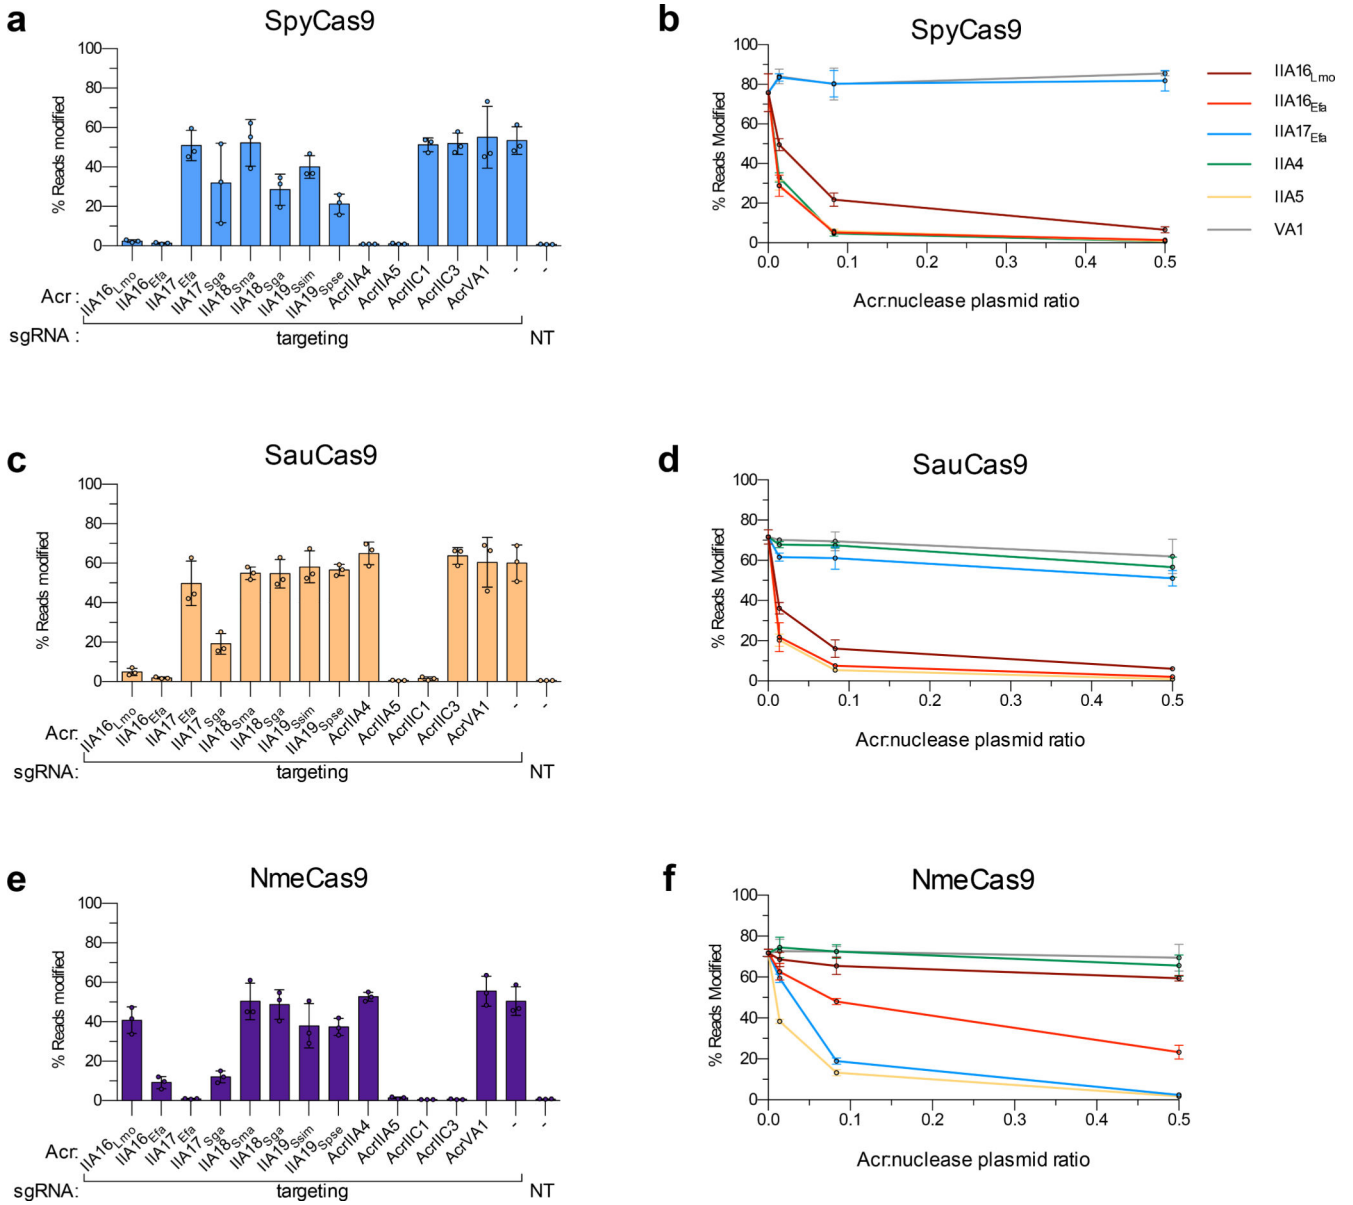 a
SpyCas9
% Reads modified
100
80
60
40
20
0
Acr :
IIA16Lmo
IIA16Efa
IIA17Efa
IIA17Sga
IIA18Sma
IIA18Sga
IIA19Ssim
IIA19Spse
AcrIIA4
AcrIIA5
AcrIIC1
AcrIIC3
AcrVA1
-
-
sgRNA :
targeting
NT
b
SpyCas9
% Reads Modified
100
80
60
40
20
0
0.0 0.1 0.2 0.3 0.4 0.5
Acr:nuclease plasmid ratio
IIA16Lmo
IIA16Efa
IIA17Efa
IIA4
IIA5
VA1
c
SauCas9
% Reads modified
100
80
60
40
20
0
Acr:
IIA16Lmo
IIA16Efa
IIA17Efa
IIA17Sga
IIA18Sma
IIA18Sga
IIA19Ssim
IIA19Spse
AcrIIA4
AcrIIA5
AcrIIC1
AcrIIC3
AcrVA1
-
-
sgRNA:
targeting
NT
d
SauCas9
% Reads Modified
100
80
60
40
20
0
0.0 0.1 0.2 0.3 0.4 0.5
Acr:nuclease plasmid ratio
e
NmeCas9
% Reads modified
100
80
60
40
20
0
Acr:
IIA16Lmo
IIA16Efa
IIA17Efa
IIA17Sga
IIA18Sma
IIA18Sga
IIA19Ssim
IIA19Spse
AcrIIA4
AcrIIA5
AcrIIC1
AcrIIC3
AcrVA1
-
-
sgRNA:
targeting
NT
f
NmeCas9
% Reads Modified
100
80
60
40
20
0
0.0 0.1 0.2 0.3 0.4 0.5
Acr:nuclease plasmid ratio